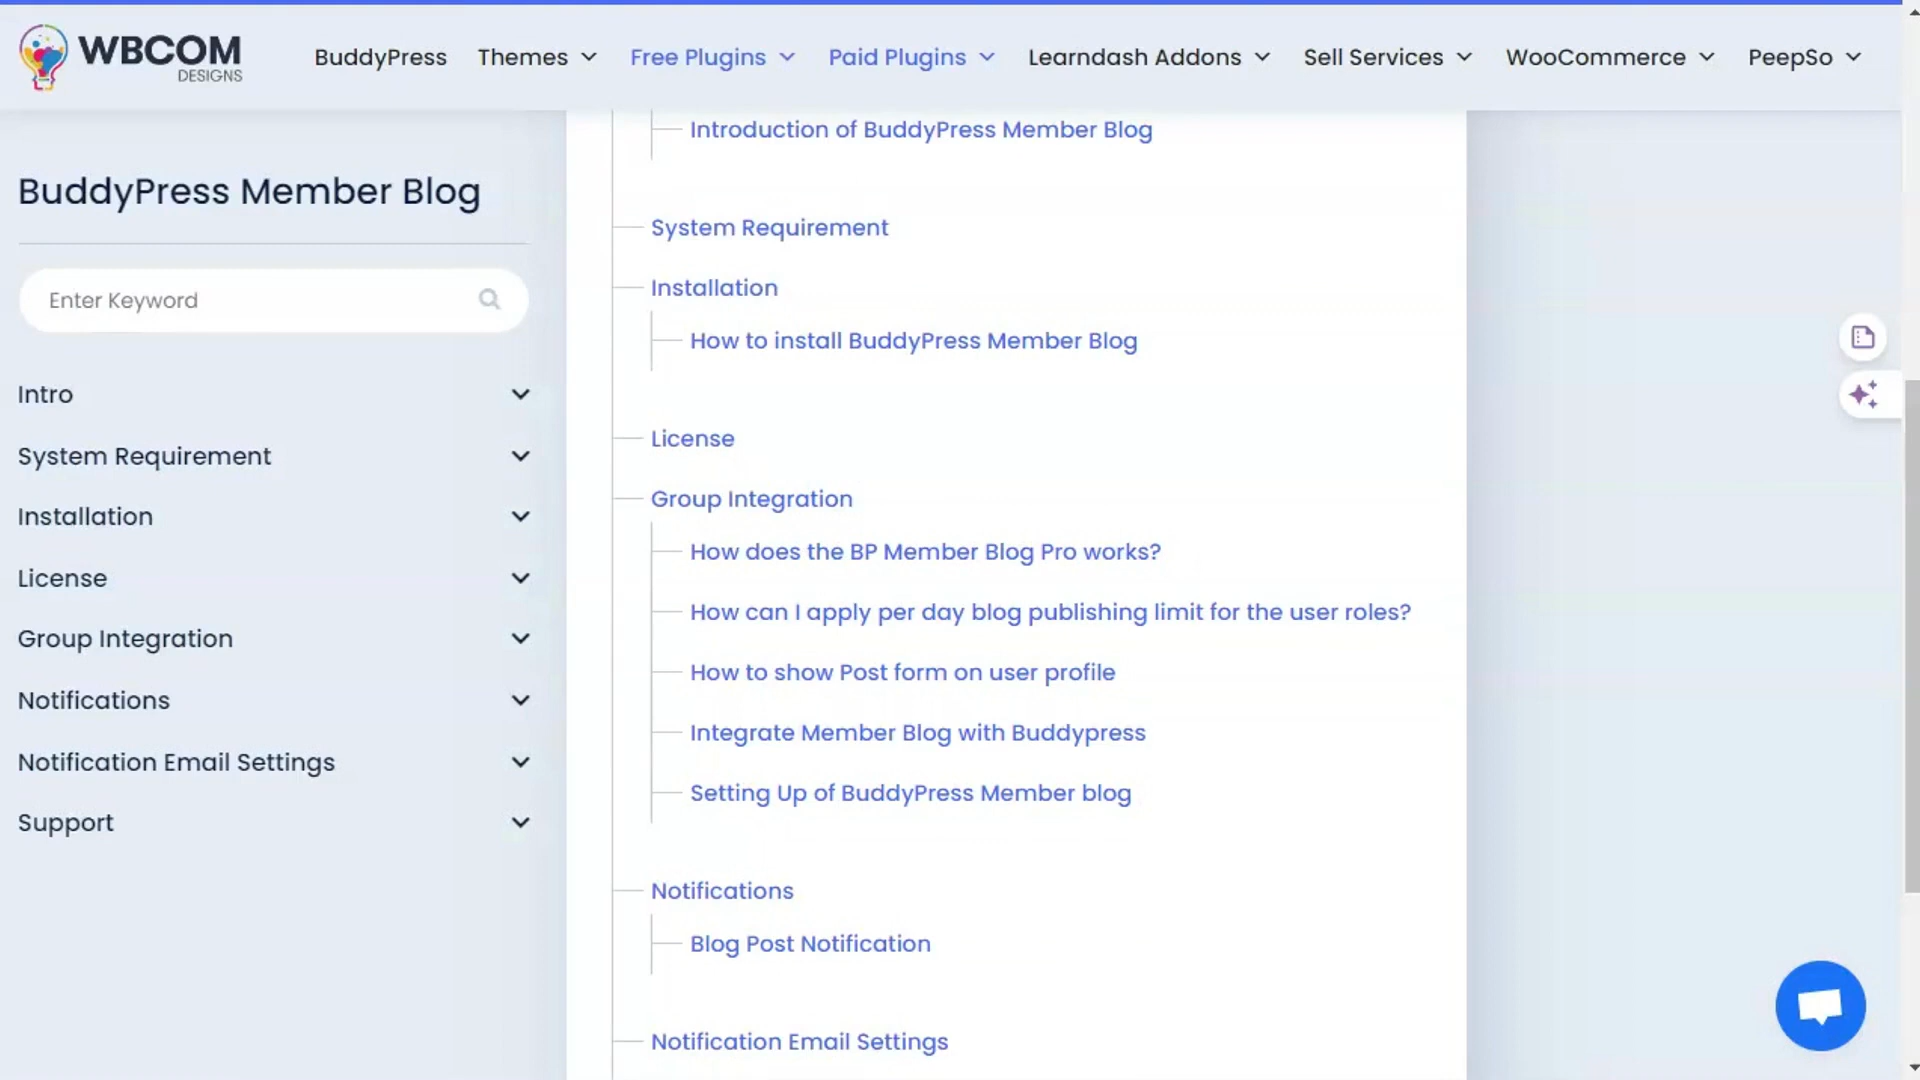 WBCOM
DESIGNS
BuddyPress
Themes
Free Plugins
Paid Plugins
Learndash Addons
Sell Services
WooCommerce
PeepSo
BuddyPress Member Blog
Enter Keyword
Intro
System Requirement
Installation
License
Group Integration
Notifications
Notification Email Settings
Support
Introduction of BuddyPress Member Blog
System Requirement
Installation
How to install BuddyPress Member Blog
License
Group Integration
How does the BP Member Blog Pro works?
How can I apply per day blog publishing limit for the user roles?
How to show Post form on user profile
Integrate Member Blog with Buddypress
Setting Up of BuddyPress Member blog
Notifications
Blog Post Notification
Notification Email Settings